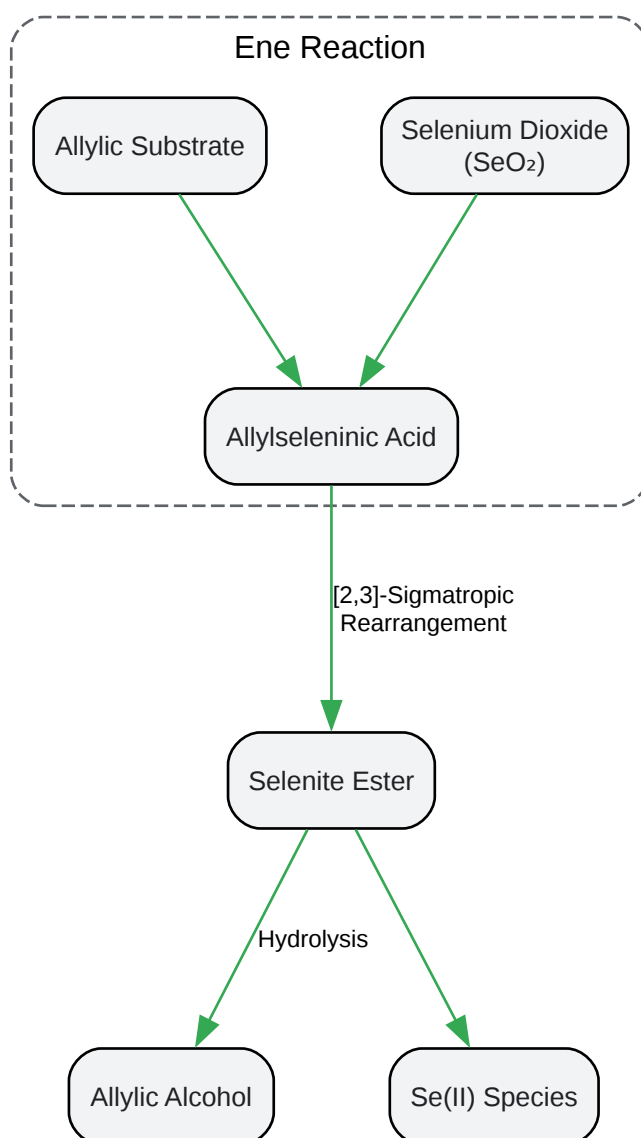 Ene Reaction
Allylic Substrate
Selenium Dioxide
(SeO₂)
Allylseleninic Acid
[2,3]-Sigmatropic
Rearrangement
Selenite Ester
Hydrolysis
Allylic Alcohol
Se(II) Species